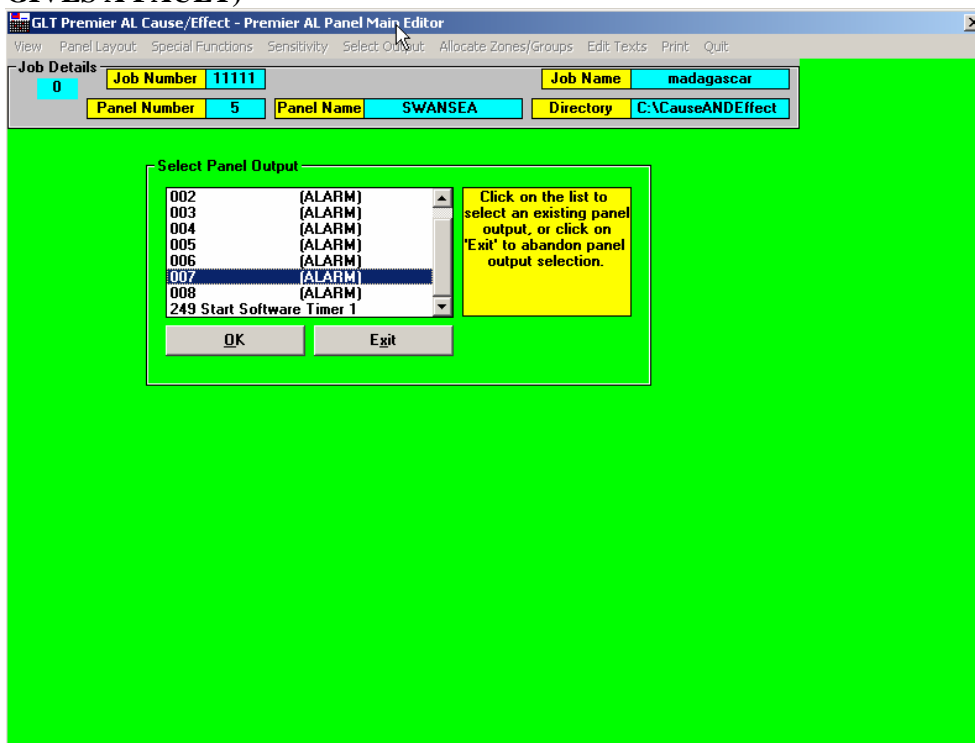 GIVES A FAULT)
GLT Premier AL Cause/Effect - Premier AL Panel Main Editor
View Panel Layout Special Functions Sensitivity Select Output Allocate Zones/Groups Edit Texts Print Quit
Job Details
0 Job Number 11111 Job Name madagascar
Panel Number 5 Panel Name SWANSEA Directory C:\CauseANDEffect
Select Panel Output
002 (ALARM)
003 (ALARM)
004 (ALARM)
005 (ALARM)
006 (ALARM)
007 (ALARM)
008 (ALARM)
249 Start Software Timer 1
Click on the list to
select an existing panel
output, or click on
'Exit' to abandon panel
output selection.
OK Exit